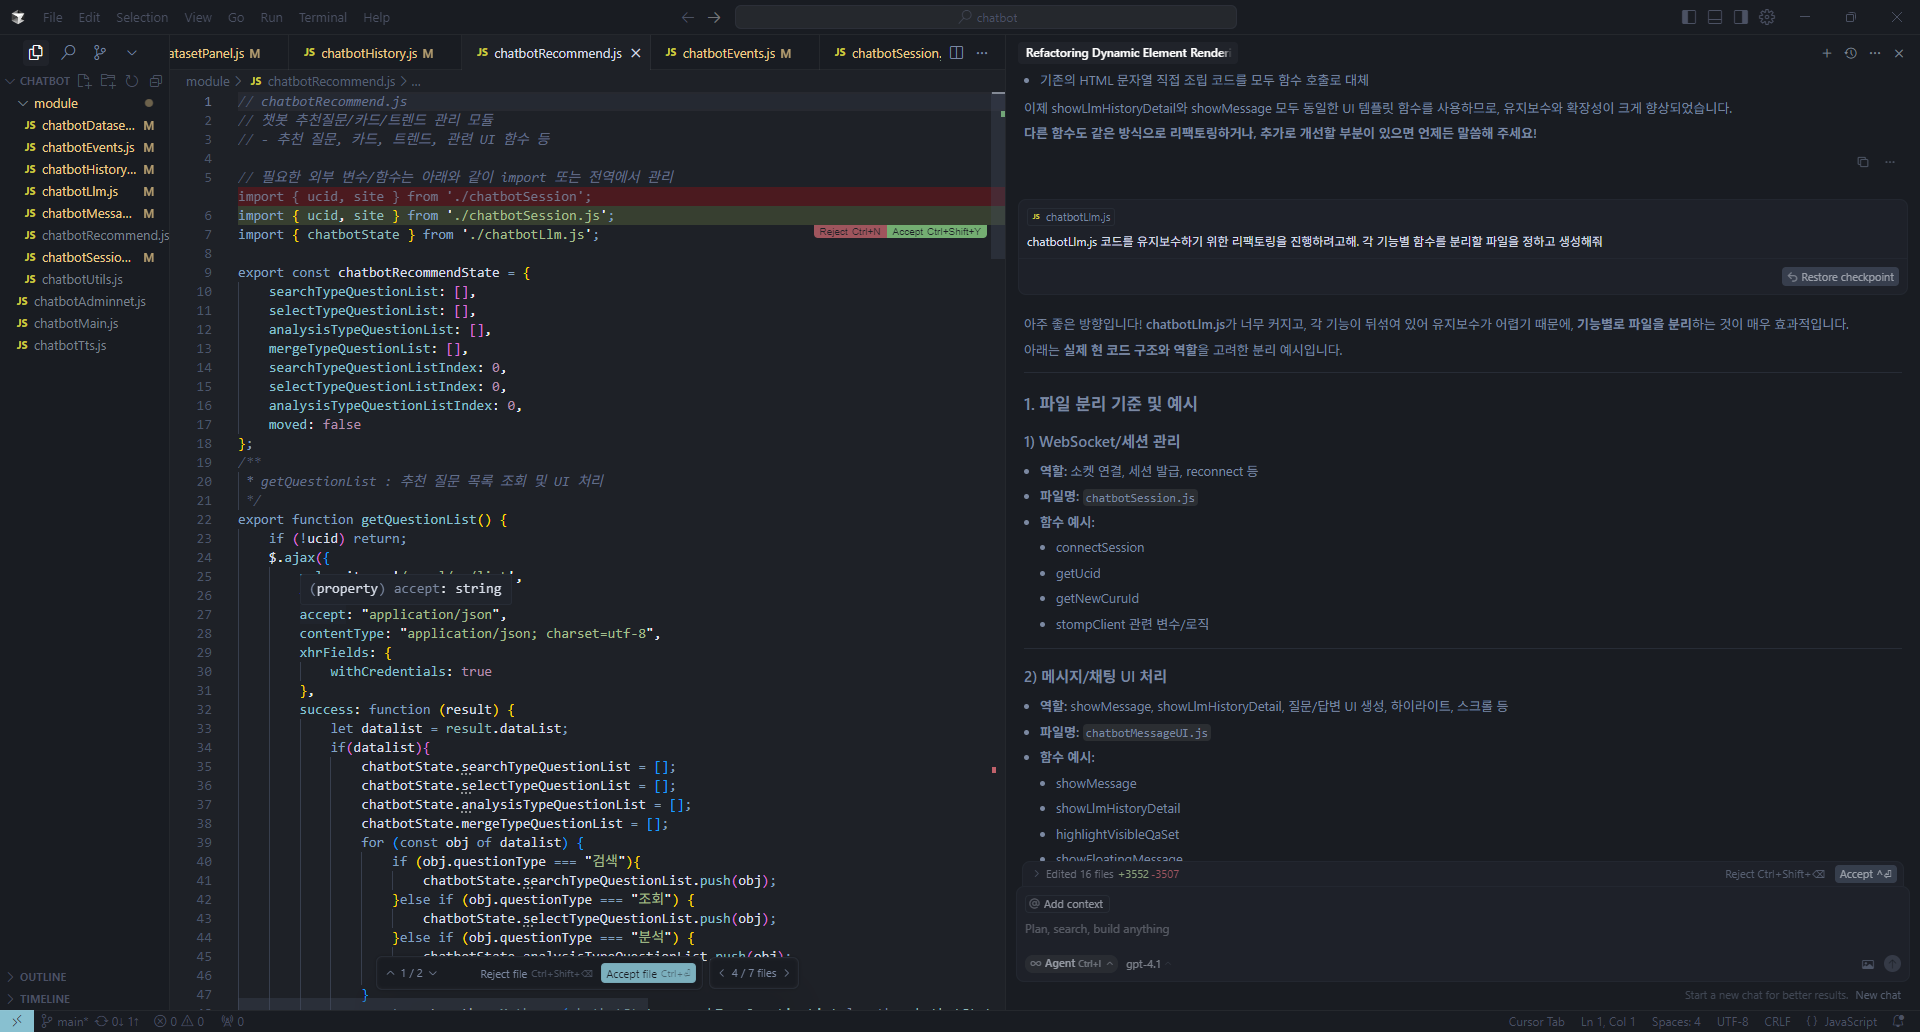 File Edit Selection View Go Run Terminal Help
chatbot
CHATBOT
module
JS chatbotDatase... M
JS chatbotEvents.js M
JS chatbotHistory... M
JS chatbotLlm.js M
JS chatbotMessa... M
JS chatbotRecommend.js
JS chatbotSessio... M
JS chatbotUtils.js
JS chatbotAdminnet.js
JS chatbotMain.js
JS chatbotTts.js
OUTLINE
TIMELINE
atasetPanel.js M
JS chatbotHistory.js M
JS chatbotRecommend.js
JS chatbotEvents.js M
JS chatbotSession.
module > JS chatbotRecommend.js > ...
1 // chatbotRecommend.js
2 // 챗봇 추천질문/카드/트렌드 관리 모듈
3 // - 추천 질문, 카드, 트렌드, 관련 UI 함수 등
4
5 // 필요한 외부 변수/함수는 아래와 같이 import 또는 전역에서 관리
import { ucid, site } from './chatbotSession';
6 import { ucid, site } from './chatbotSession.js';
7 import { chatbotState } from './chatbotLlm.js';
Reject Ctrl+N Accept Ctrl+Shift+Y
8
9 export const chatbotRecommendState = {
10 searchTypeQuestionList: [],
11 selectTypeQuestionList: [],
12 analysisTypeQuestionList: [],
13 mergeTypeQuestionList: [],
14 searchTypeQuestionListIndex: 0,
15 selectTypeQuestionListIndex: 0,
16 analysisTypeQuestionListIndex: 0,
17 moved: false
18 };
19 /**
20 * getQuestionList : 추천 질문 목록 조회 및 UI 처리
21 */
22 export function getQuestionList() {
23 if (!ucid) return;
24 $.ajax({
25
26 (property) accept: string
27 accept: "application/json",
28 contentType: "application/json; charset=utf-8",
29 xhrFields: {
30 withCredentials: true
31 },
32 success: function (result) {
33 let datalist = result.dataList;
34 if(datalist){
35 chatbotState.searchTypeQuestionList = [];
36 chatbotState.selectTypeQuestionList = [];
37 chatbotState.analysisTypeQuestionList = [];
38 chatbotState.mergeTypeQuestionList = [];
39 for (const obj of datalist) {
40 if (obj.questionType === "검색"){
41 chatbotState.searchTypeQuestionList.push(obj);
42 }else if (obj.questionType === "조회") {
43 chatbotState.selectTypeQuestionList.push(obj);
44 }else if (obj.questionType === "분석") {
45 chatbotState.analysisTypeQuestionList.push(obj);
46
47 }
1 / 2 Reject file Ctrl+Shift+⌫ Accept file Ctrl+⏎ 4 / 7 files
Refactoring Dynamic Element Renderi
• 기존의 HTML 문자열 직접 조립 코드를 모두 함수 호출로 대체
이제 showLlmHistoryDetail와 showMessage 모두 동일한 UI 템플릿 함수를 사용하므로, 유지보수와 확장성이 크게 향상되었습니다.
다른 함수도 같은 방식으로 리팩토링하거나, 추가로 개선할 부분이 있으면 언제든 말씀해 주세요!
JS chatbotLlm.js
chatbotLlm.js 코드를 유지보수하기 위한 리팩토링을 진행하려고해. 각 기능별 함수를 분리할 파일을 정하고 생성해줘
Restore checkpoint
아주 좋은 방향입니다! chatbotLlm.js가 너무 커지고, 각 기능이 뒤섞여 있어 유지보수가 어렵기 때문에, 기능별로 파일을 분리하는 것이 매우 효과적입니다.
아래는 실제 현 코드 구조와 역할을 고려한 분리 예시입니다.
1. 파일 분리 기준 및 예시
1) WebSocket/세션 관리
• 역할: 소켓 연결, 세션 발급, reconnect 등
• 파일명: chatbotSession.js
• 함수 예시:
• connectSession
• getUcid
• getNewCuruId
• stompClient 관련 변수/로직
2) 메시지/채팅 UI 처리
• 역할: showMessage, showLlmHistoryDetail, 질문/답변 UI 생성, 하이라이트, 스크롤 등
• 파일명: chatbotMessageUI.js
• 함수 예시:
• showMessage
• showLlmHistoryDetail
• highlightVisibleQaSet
• showFloatingMessage
Edited 16 files +3552 -3507 Reject Ctrl+Shift+⌫ Accept ^⏎
@ Add context
Plan, search, build anything
∞ Agent Ctrl+I gpt-4.1
Start a new chat for better results. New chat
main* 0↓ 1↑ 0 0 0
Cursor Tab Ln 1, Col 1 Spaces: 4 UTF-8 CRLF {} JavaScript